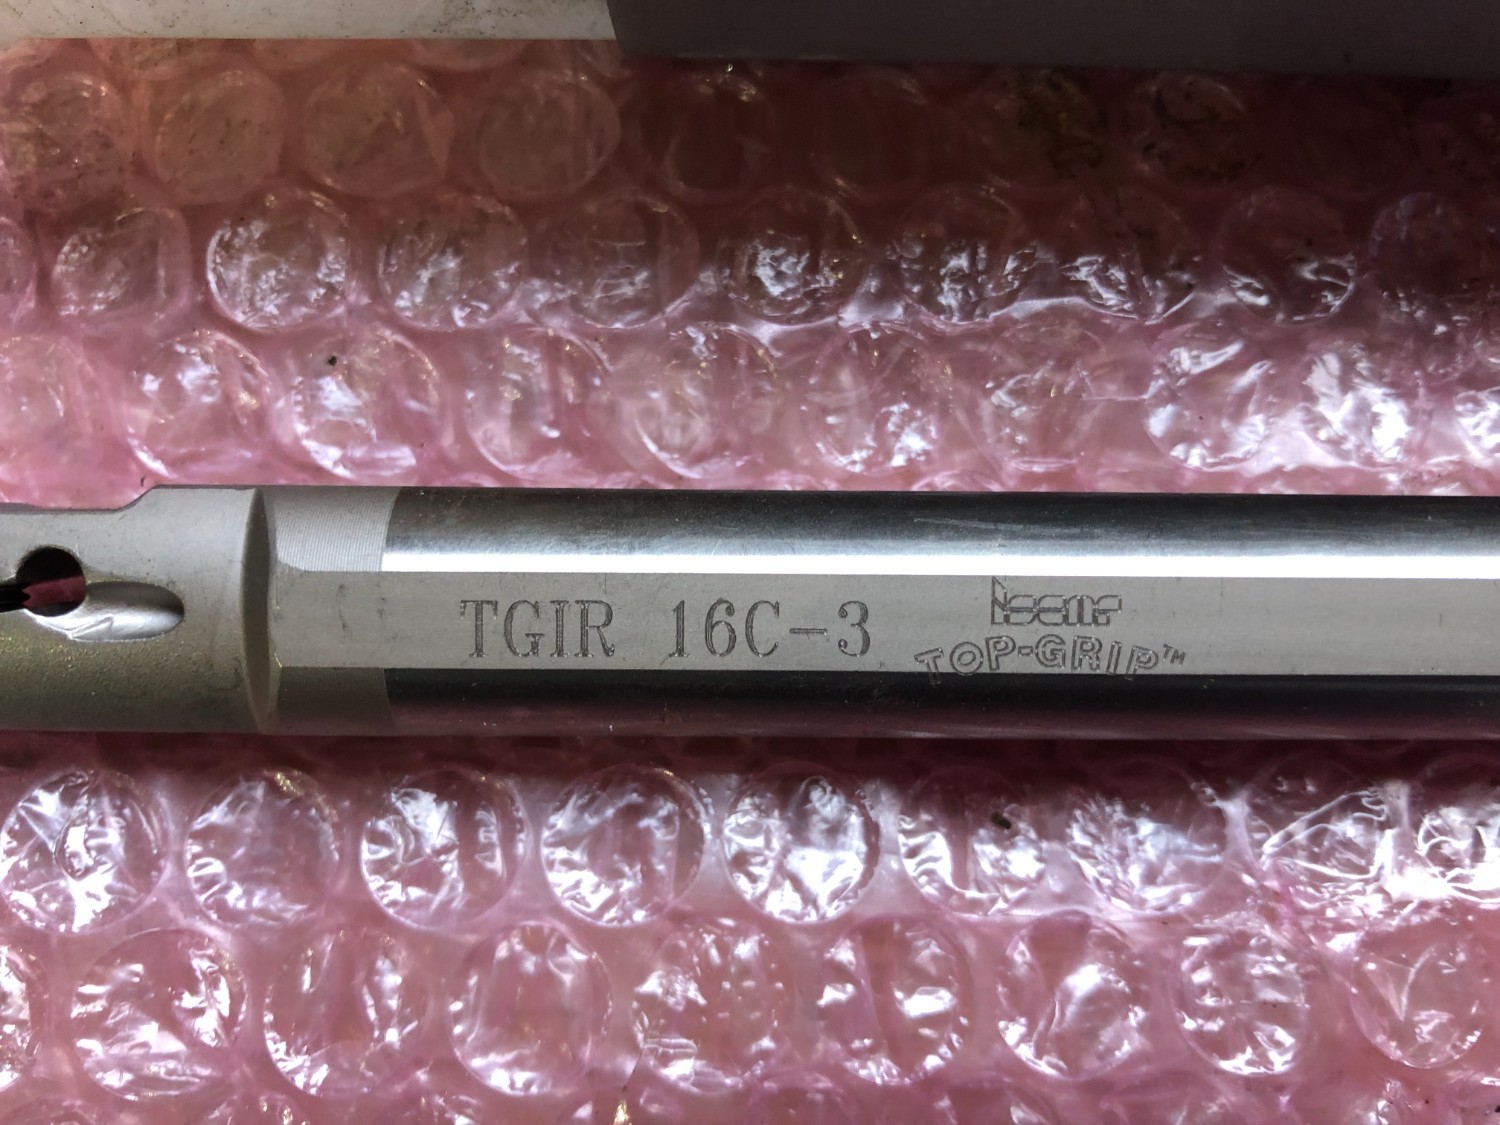 TGIR 16C-3
iscar
TOP-GRIP™